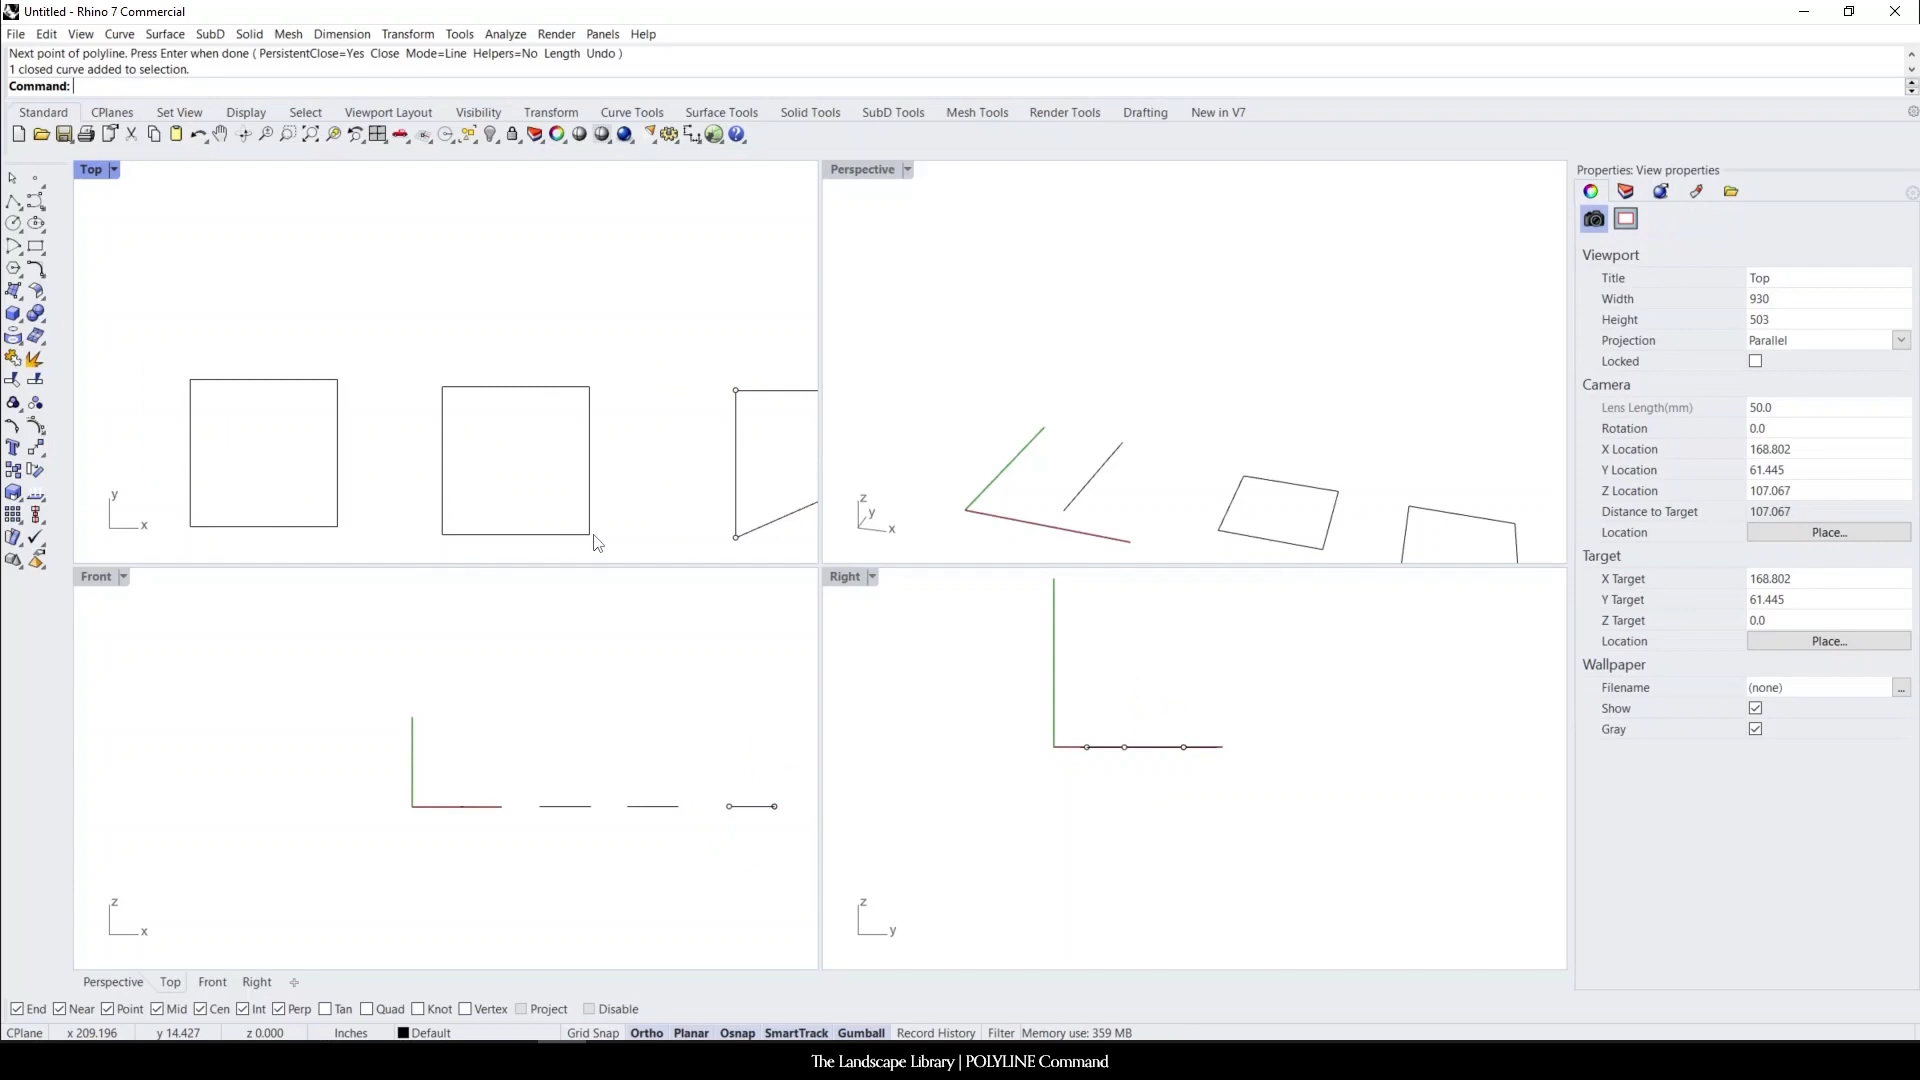 Untitled - Rhino 7 Commercial
File Edit View Curve Surface SubD Solid Mesh Dimension Transform Tools Analyze Render Panels Help
Next point of polyline. Press Enter when done ( PersistentClose=Yes Close Mode=Line Helpers=No Length Undo )
1 closed curve added to selection.
Command:
Standard CPlanes Set View Display Select Viewport Layout Visibility Transform Curve Tools Surface Tools Solid Tools SubD Tools Mesh Tools Render Tools Drafting New in V7
Top Perspective
Properties: View properties
Viewport
Title Top
Width 930
Height 503
Projection Parallel
Locked
Camera
Lens Length(mm) 50.0
Rotation 0.0
X Location 168.802
Y Location 61.445
Z Location 107.067
Distance to Target 107.067
Location Place...
Target
X Target 168.802
Y Target 61.445
Z Target 0.0
Location Place...
Wallpaper
Filename (none) ...
Show
Gray
y
x
z
y
x
Front Right
z
x
z
y
Perspective Top Front Right
End Near Point Mid Cen Int Perp Tan Quad Knot Vertex Project Disable
CPlane x 209.196 y 14.427 z 0.000 Inches Default Grid Snap Ortho Planar Osnap SmartTrack Gumball Record History Filter Memory use: 359 MB
The Landscape Library | POLYLINE Command